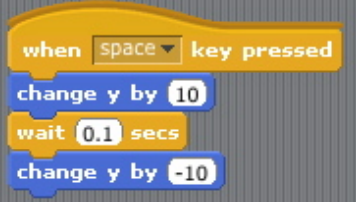 when space key pressed
change y by 10
wait 0.1 secs
change y by -10